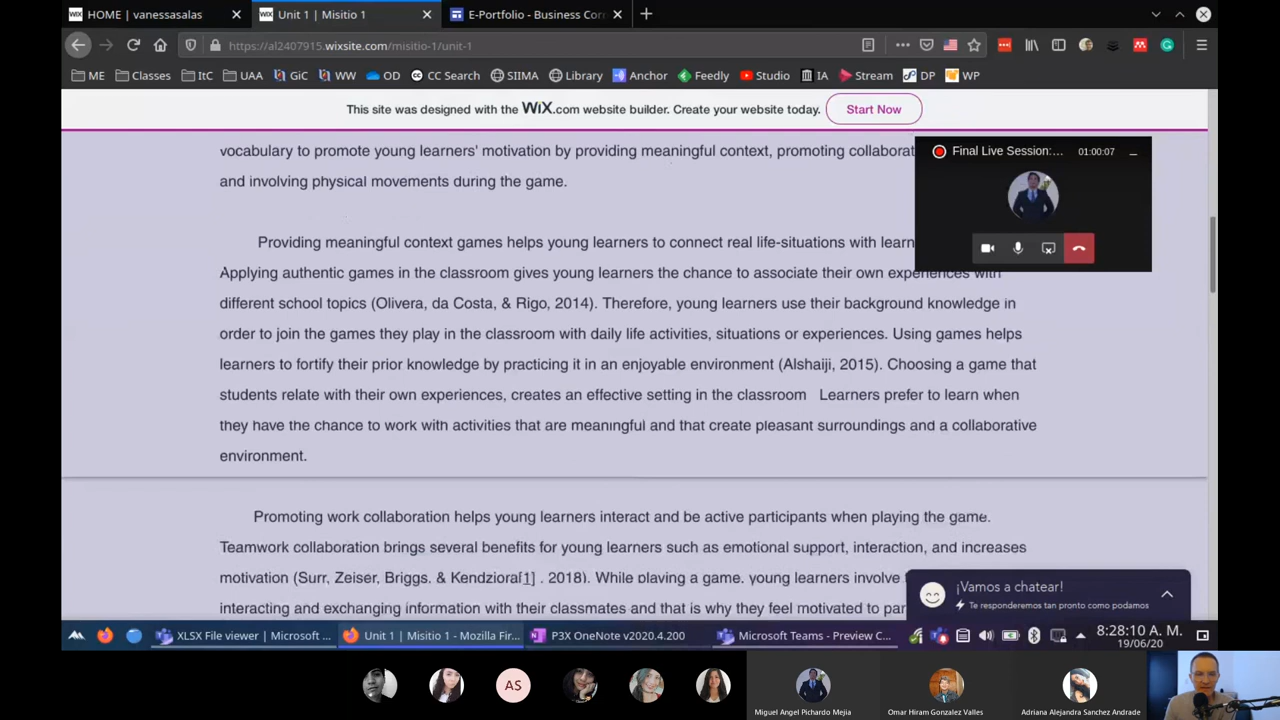 HOME | vanessasalas
Unit 1 | Misitio 1
E-Portfolio - Business Cor
https://al2407915.wixsite.com/misitio-1/unit-1
ME Classes ItC UAA GiC WW OD CC Search SIIMA Library Anchor Feedly Studio IA Stream DP WP
This site was designed with the WiX.com website builder. Create your website today. Start Now
vocabulary to promote young learners' motivation by providing meaningful context, promoting collaborat
and involving physical movements during the game.
Final Live Session:... 01:00:07
Providing meaningful context games helps young learners to connect real life-situations with learn
Applying authentic games in the classroom gives young learners the chance to associate their own experiences with
different school topics (Olivera, da Costa, & Rigo, 2014). Therefore, young learners use their background knowledge in
order to join the games they play in the classroom with daily life activities, situations or experiences. Using games helps
learners to fortify their prior knowledge by practicing it in an enjoyable environment (Alshaiji, 2015). Choosing a game that
students relate with their own experiences, creates an effective setting in the classroom Learners prefer to learn when
they have the chance to work with activities that are meaningful and that create pleasant surroundings and a collaborative
environment.
Promoting work collaboration helps young learners interact and be active participants when playing the game.
Teamwork collaboration brings several benefits for young learners such as emotional support, interaction, and increases
motivation (Surr, Zeiser, Briggs, & Kendziora[1] , 2018). While playing a game, young learners involve
interacting and exchanging information with their classmates and that is why they feel motivated to par
¡Vamos a chatear!
Te responderemos tan pronto como podamos
XLSX File viewer | Microsoft ...
Unit 1 | Misitio 1 - Mozilla Fir...
P3X OneNote v2020.4.200
Microsoft Teams - Preview C...
8:28:10 A. M.
19/06/20
AS
Miguel Angel Pichardo Mejia
Omar Hiram Gonzalez Valles
Adriana Alejandra Sanchez Andrade